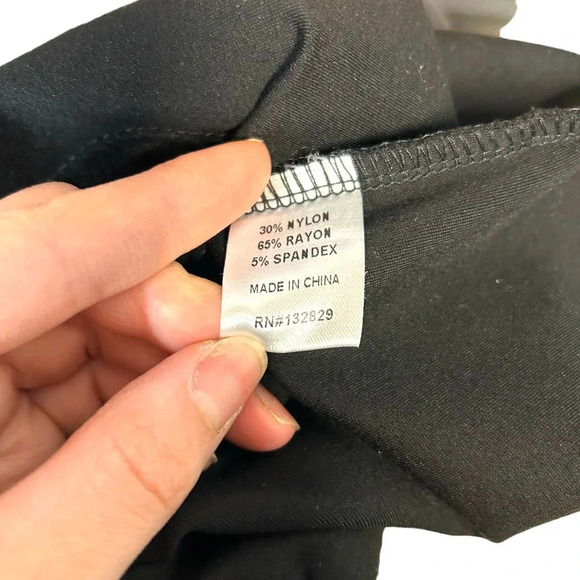 30% NYLON
65% RAYON
5% SPANDEX
MADE IN CHINA
RN#132829